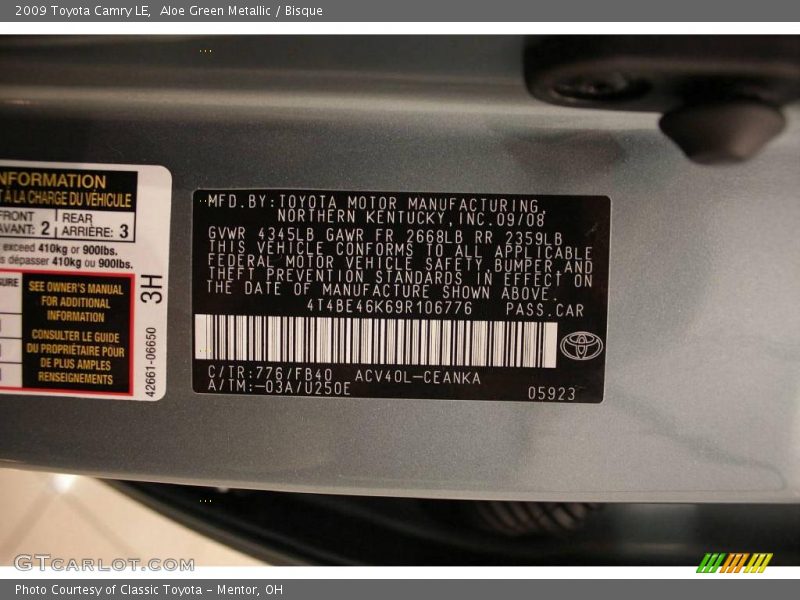 2009 Toyota Camry LE,  Aloe Green Metallic / Bisque
NFORMATION
T À LA CHARGE DU VÉHICULE
FRONT
AVANT: 2
REAR
ARRIÈRE: 3
exceed 410kg or 900lbs.
s dépasser 410kg ou 900lbs.
SURE
SEE OWNER'S MANUAL
FOR ADDITIONAL
INFORMATION
CONSULTER LE GUIDE
DU PROPRIÉTAIRE POUR
DE PLUS AMPLES
RENSEIGNEMENTS
3H
42661-06650
MFD.BY:TOYOTA MOTOR MANUFACTURING,
NORTHERN KENTUCKY,INC.09/08
GVWR 4345LB GAWR FR 2668LB RR 2359LB
THIS VEHICLE CONFORMS TO ALL APPLICABLE
FEDERAL MOTOR VEHICLE SAFETY,BUMPER,AND
THEFT PREVENTION STANDARDS IN EFFECT ON
THE DATE OF MANUFACTURE SHOWN ABOVE.
4T4BE46K69R106776 PASS.CAR
C/TR:776/FB40 ACV40L-CEANKA
A/TM:-03A/U250E
05923
GTcarlot.com
Photo Courtesy of Classic Toyota - Mentor, OH